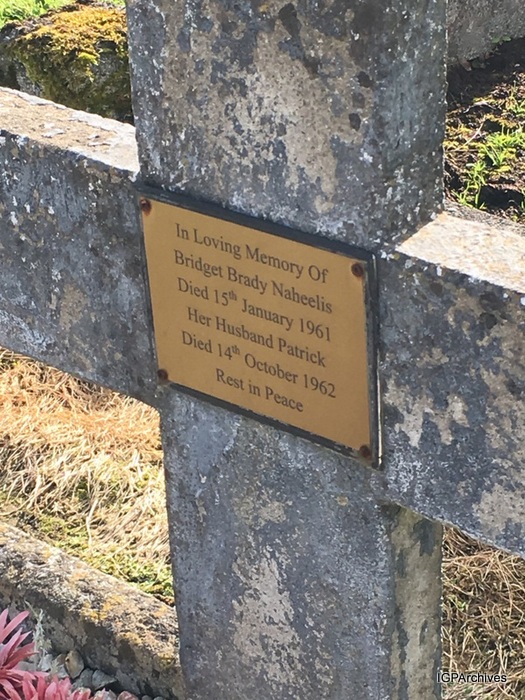 In Loving Memory Of
Bridget Brady Naheelis
Died 15th January 1961
Her Husband Patrick
Died 14th October 1962
Rest in Peace
IGPArchives